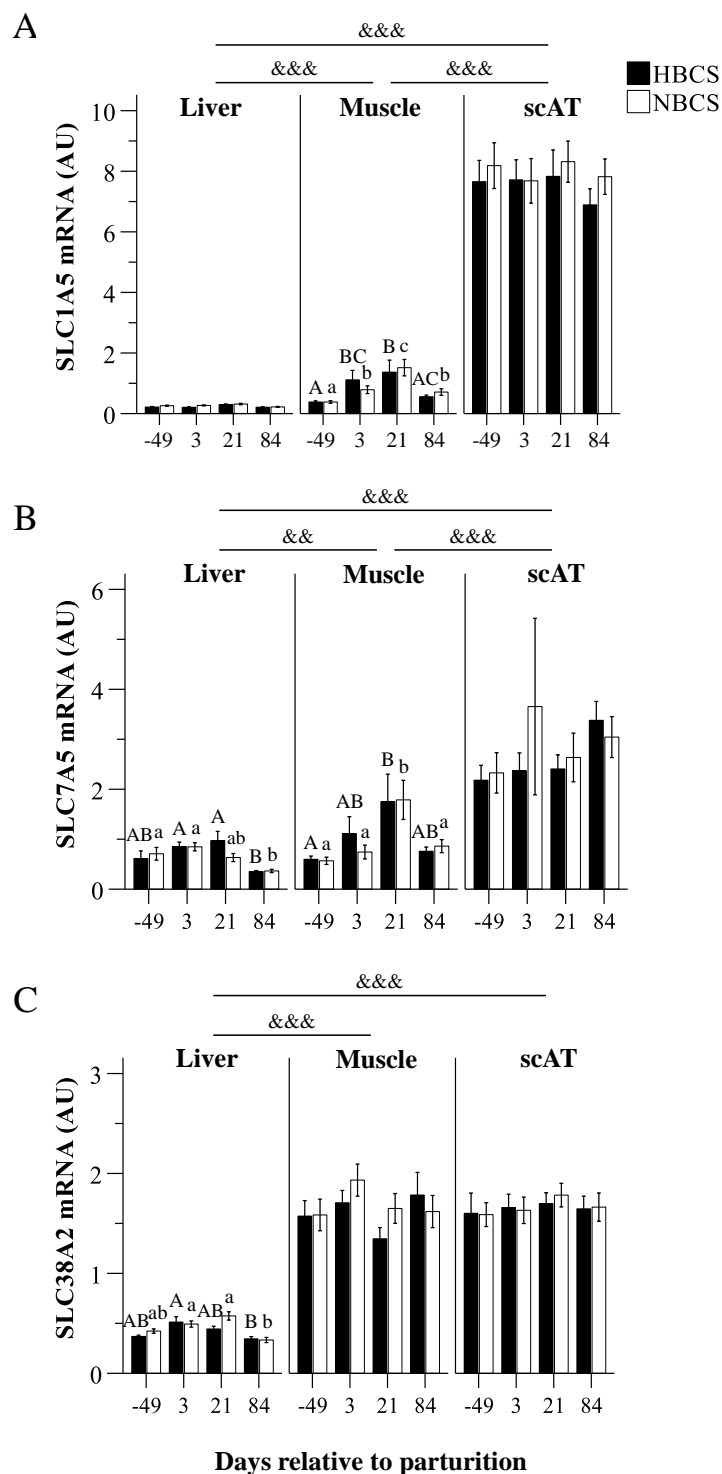 A
&&&
&&& &&&
HBCS
NBCS
Liver Muscle scAT
SLC1A5 mRNA (AU)
10
8
6
4
2
0
A a BC b B c AC b
-49 3 21 84 -49 3 21 84 -49 3 21 84
B
&&&
&& &&&
Liver Muscle scAT
SLC7A5 mRNA (AU)
6
4
2
0
AB a A a A ab B b A a AB a B b AB a
-49 3 21 84 -49 3 21 84 -49 3 21 84
C
&&&
&&&
Liver Muscle scAT
SLC38A2 mRNA (AU)
3
2
1
0
AB ab A a AB a B b
-49 3 21 84 -49 3 21 84 -49 3 21 84
Days relative to parturition